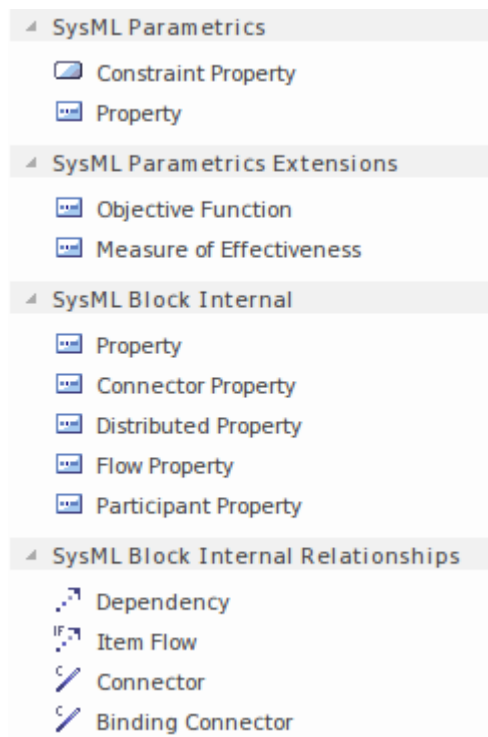 SysML Parametrics
Constraint Property
Property
SysML Parametrics Extensions
Objective Function
Measure of Effectiveness
SysML Block Internal
Property
Connector Property
Distributed Property
Flow Property
Participant Property
SysML Block Internal Relationships
Dependency
IF Item Flow
C Connector
C Binding Connector